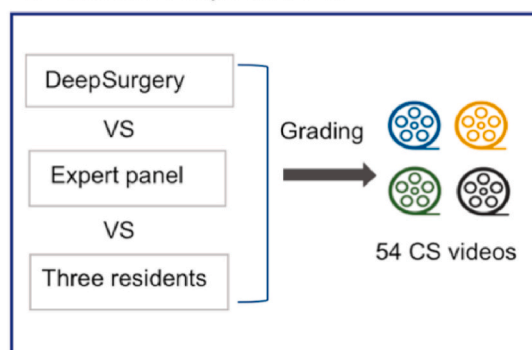 DeepSurgery
VS
Expert panel
VS
Three residents
Grading
54 CS videos